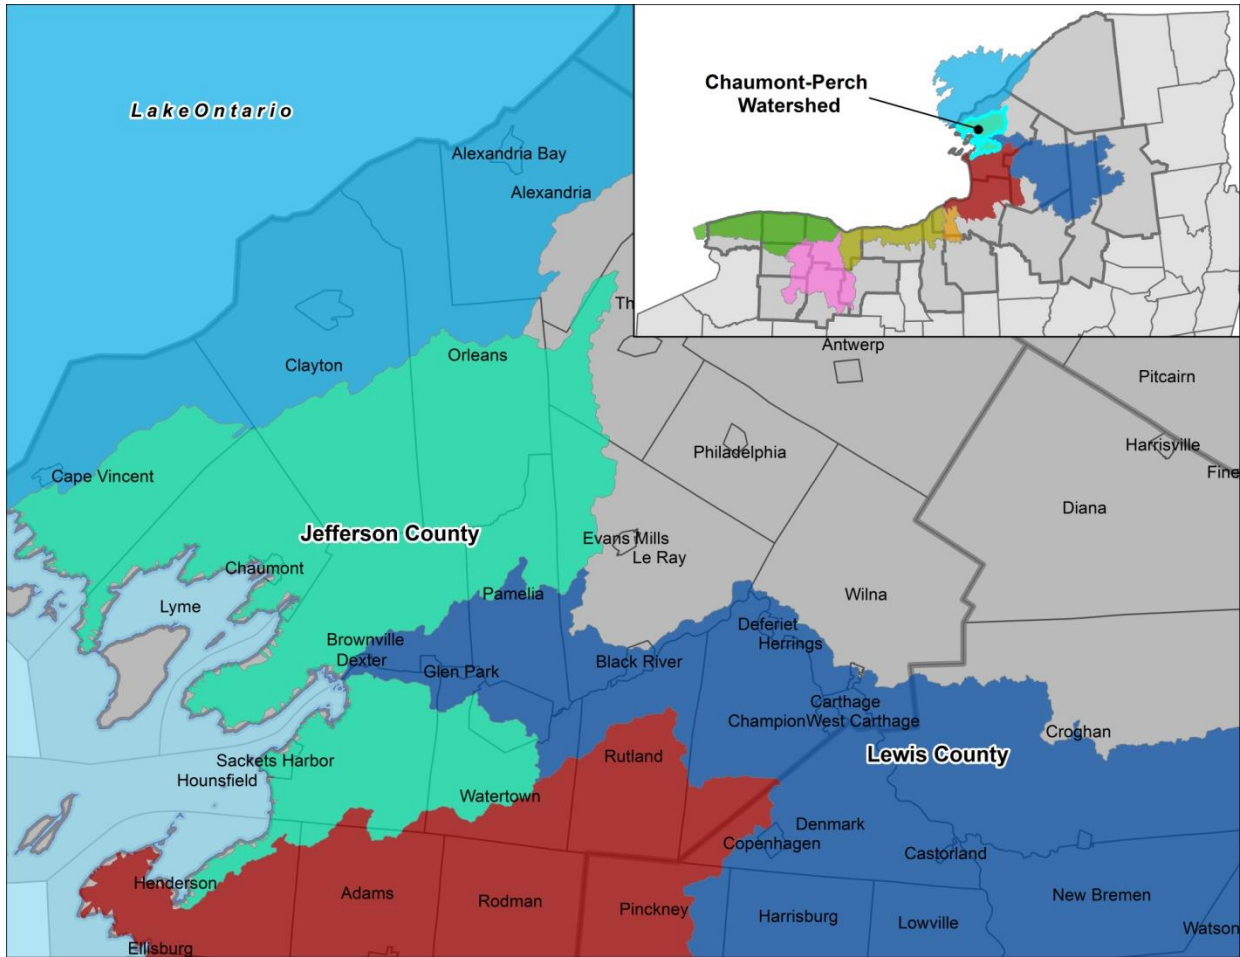 LakeOntario
Chaumont-Perch
Watershed
Alexandria Bay
Alexandria
Th
Clayton
Orleans
Antwerp
Pitcairn
Philadelphia
Harrisville
Fine
Cape Vincent
Diana
Jefferson County
Evans Mills
Le Ray
Chaumont
Lyme
Pamelia
Wilna
Deferiet
Herrings
Brownville
Dexter
Glen Park
Black River
Carthage
Champion
West Carthage
Croghan
Lewis County
Rutland
Sackets Harbor
Hounsfield
Watertown
Denmark
Copenhagen
Castorland
Henderson
Adams
Rodman
Pinckney
Harrisburg
Lowville
New Bremen
Watson
Ellisburg